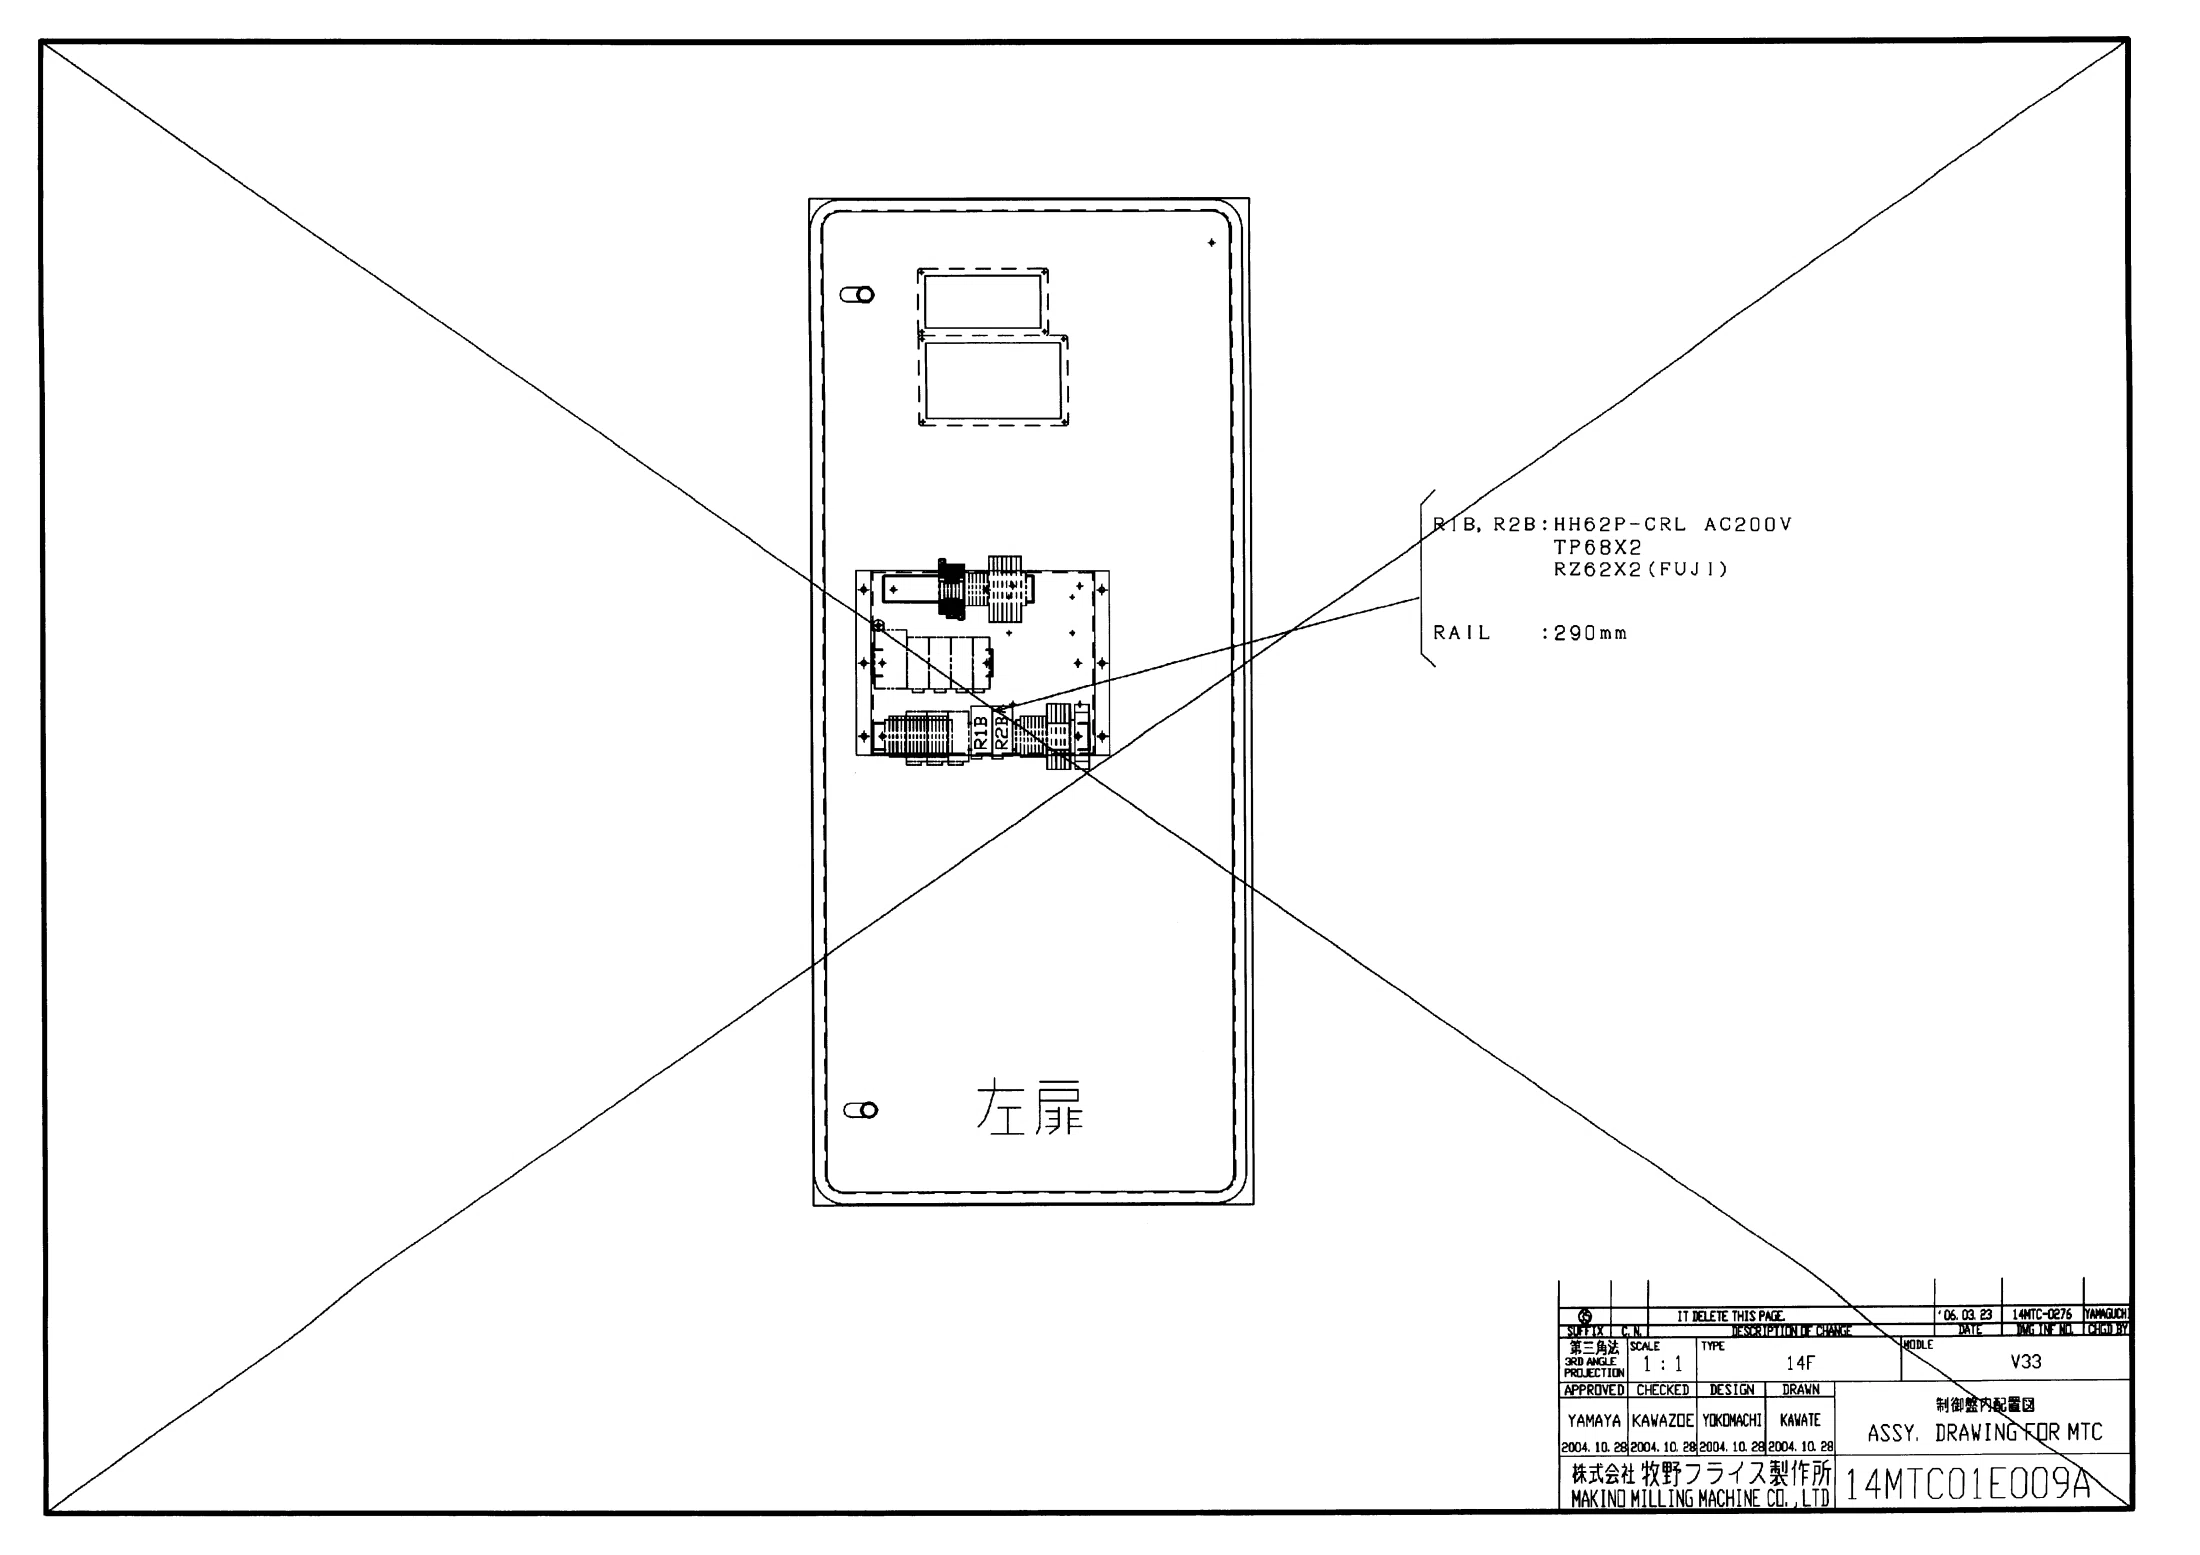 R1B, R2B:HH62P-CRL AC200V
TP68X2
RZ62X2(FUJI)
RAIL :290mm
R1B
R2B
左扉
IT DELETE THIS PAGE. '06.03.23 14MTC-0276 YAMAGUCHI
SUFFIX C.N. DESCRIPTION OF CHANGE DATE DWG INF NO. CHGD BY
第三角法
3RD ANGLE
PROJECTION
SCALE
1 : 1
TYPE
14F
MODLE
V33
APPROVED CHECKED DESIGN DRAWN
YAMAYA KAWAZOE YOKOMACHI KAWATE
2004.10.28 2004.10.28 2004.10.28 2004.10.28
制御盤内配置図
ASSY. DRAWING FOR MTC
株式会社 牧野フライス製作所
MAKINO MILLING MACHINE CO.,LTD
14MTC01E009A